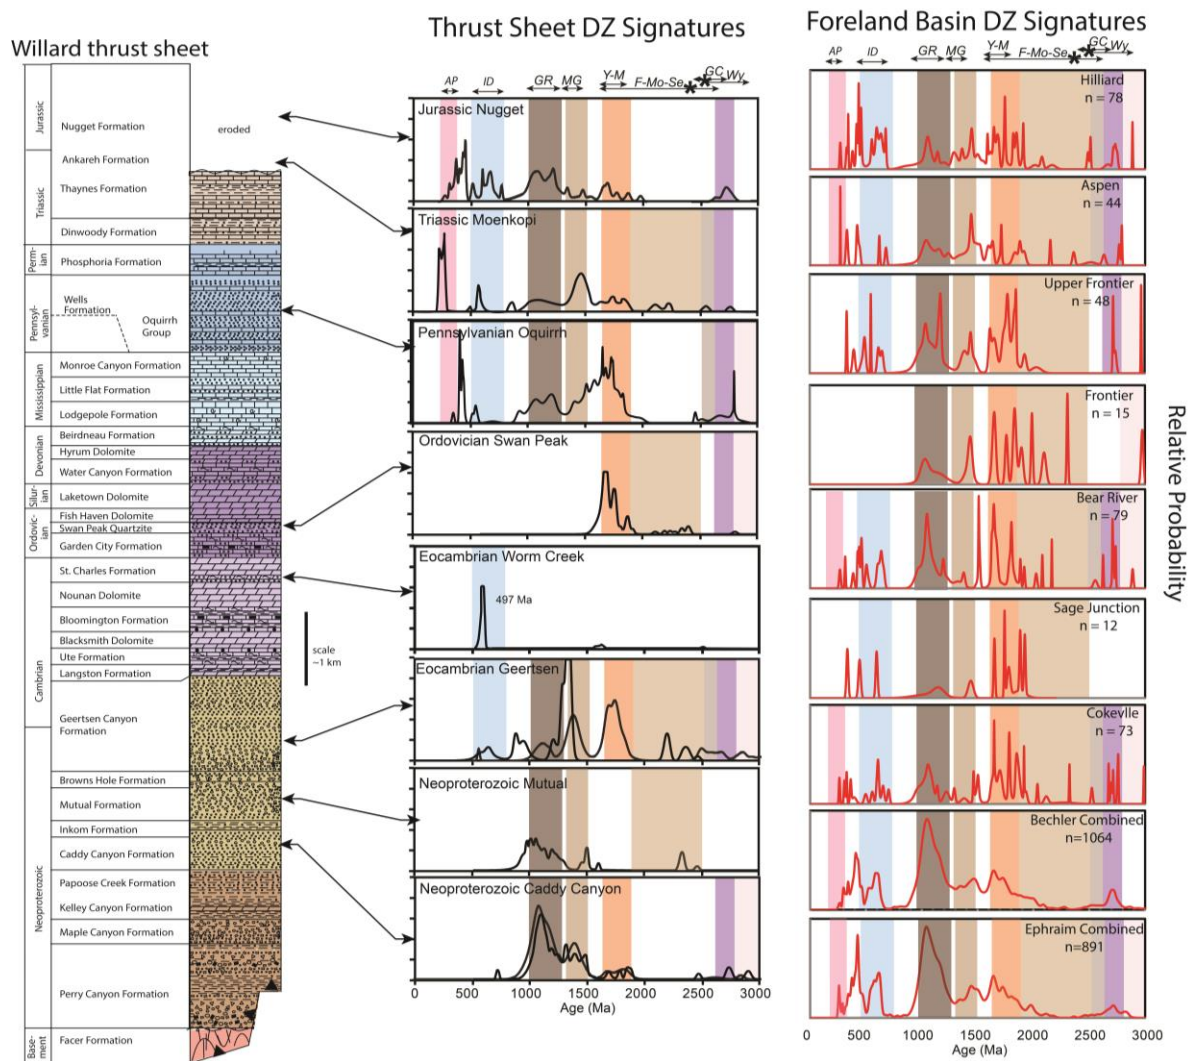 Willard thrust sheet
Jurassic
Triassic
Perm-
ian
Pennsyl-
vanian
Mississippian
Devonian
Silur-
ian
Ordovic-
ian
Cambrian
Neoproterozoic
Base-
ment
Nugget Formation
eroded
Ankareh Formation
Thaynes Formation
Dinwoody Formation
Phosphoria Formation
Wells
Formation
Oquirrh
Group
Monroe Canyon Formation
Little Flat Formation
Lodgepole Formation
Beirdneau Formation
Hyrum Dolomite
Water Canyon Formation
Laketown Dolomite
Fish Haven Dolomite
Swan Peak Quartzite
Garden City Formation
St. Charles Formation
Nounan Dolomite
Bloomington Formation
Blacksmith Dolomite
Ute Formation
Langston Formation
Geertsen Canyon
Formation
Browns Hole Formation
Mutual Formation
Inkom Formation
Caddy Canyon Formation
Papoose Creek Formation
Kelley Canyon Formation
Maple Canyon Formation
Perry Canyon Formation
Facer Formation
scale
~1 km
Thrust Sheet DZ Signatures
AP ID GR MG Y-M F-Mo-Se GC Wy
Jurassic Nugget
Triassic Moenkopi
Pennsylvanian Oquirrh
Ordovician Swan Peak
Eocambrian Worm Creek
497 Ma
Eocambrian Geertsen
Neoproterozoic Mutual
Neoproterozoic Caddy Canyon
0 500 1000 1500 2000 2500 3000
Age (Ma)
Foreland Basin DZ Signatures
AP ID GR MG Y-M F-Mo-Se GC Wy
Hilliard
n = 78
Aspen
n = 44
Upper Frontier
n = 48
Frontier
n = 15
Bear River
n = 79
Sage Junction
n = 12
Cokevlle
n = 73
Bechler Combined
n=1064
Ephraim Combined
n=891
0 500 1000 1500 2000 2500 3000
Age (Ma)
Relative Probability